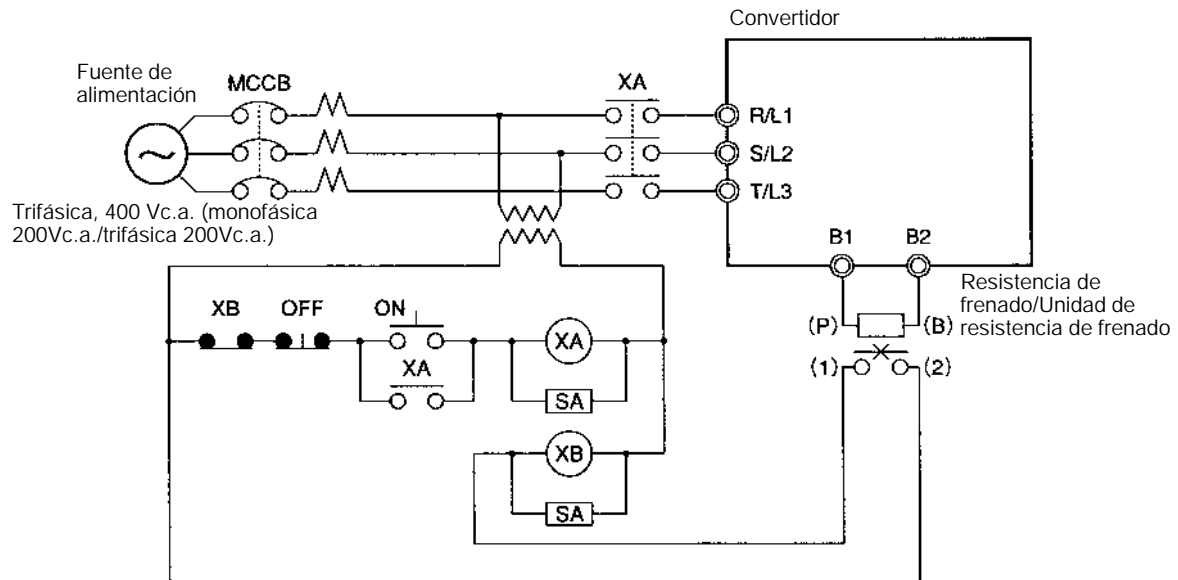 Convertidor
Fuente de
alimentación
MCCB
XA
R/L1
S/L2
T/L3
Trifásica, 400 Vc.a. (monofásica
200Vc.a./trifásica 200Vc.a.)
B1
B2
Resistencia de
frenado/Unidad de
resistencia de frenado
(P)
(B)
(1)
(2)
XB
OFF
ON
XA
XA
SA
XB
SA